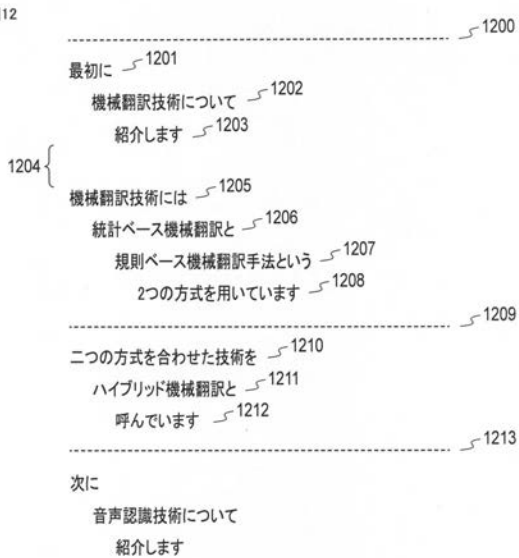 図12
1200
最初に 1201
機械翻訳技術について 1202
紹介します 1203
1204
機械翻訳技術には 1205
統計ベース機械翻訳と 1206
規則ベース機械翻訳手法という 1207
2つの方式を用いています 1208
1209
二つの方式を合わせた技術を 1210
ハイブリッド機械翻訳と 1211
呼んでいます 1212
1213
次に
音声認識技術について
紹介します